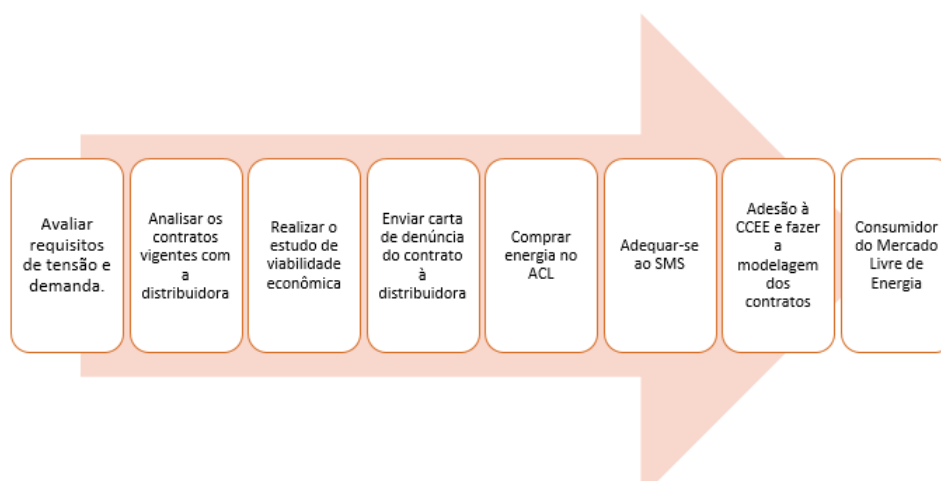 Avaliar
requisitos
de tensão e
demanda.
Analisar os
contratos
vigentes com
a
distribuidora
Realizar o
estudo de
viabilidade
econômica
Enviar carta
de denúncia
do contrato à
distribuidora
Comprar
energia no
ACL
Adequar-se
ao SMS
Adesão à
CCEE e fazer
a
modelagem
dos
contratos
Consumidor
do Mercado
Livre de
Energia